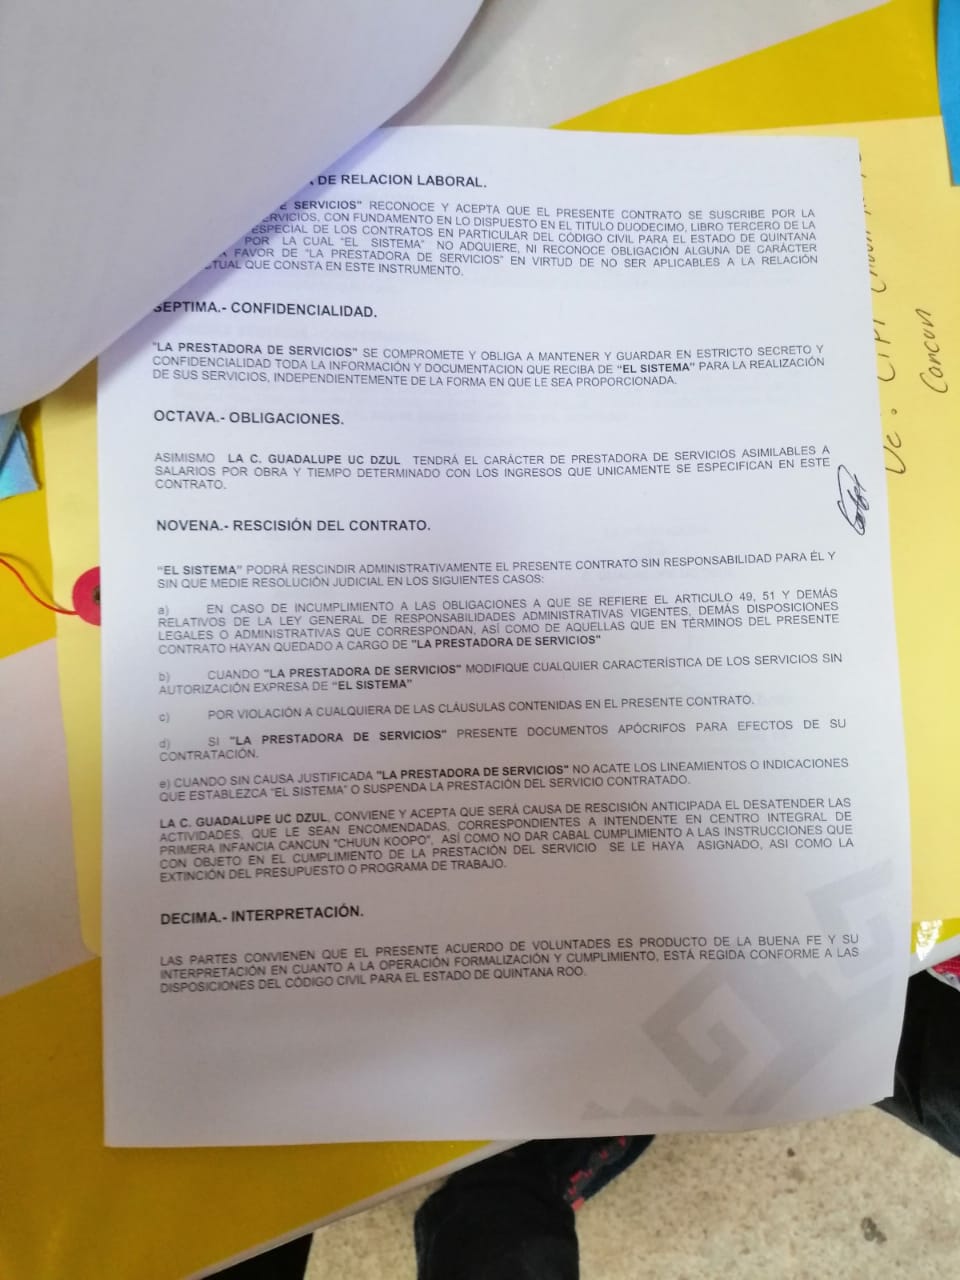 DE RELACION LABORAL.
SERVICIOS" RECONOCE Y ACEPTA QUE EL PRESENTE CONTRATO SE SUSCRIBE POR LA
SERVICIOS, CON FUNDAMENTO EN LO DISPUESTO EN EL TITULO DUODECIMO, LIBRO TERCERO DE LA
ESPECIAL DE LOS CONTRATOS EN PARTICULAR DEL CÓDIGO CIVIL PARA EL ESTADO DE QUINTANA
POR LA CUAL "EL SISTEMA" NO ADQUIERE, NI RECONOCE OBLIGACIÓN ALGUNA DE CARÁCTER
A FAVOR DE "LA PRESTADORA DE SERVICIOS" EN VIRTUD DE NO SER APLICABLES A LA RELACIÓN
QUE CONSTA EN ESTE INSTRUMENTO.
SEPTIMA.- CONFIDENCIALIDAD.
"LA PRESTADORA DE SERVICIOS" SE COMPROMETE Y OBLIGA A MANTENER Y GUARDAR EN ESTRICTO SECRETO Y
CONFIDENCIALIDAD TODA LA INFORMACIÓN Y DOCUMENTACION QUE RECIBA DE "EL SISTEMA" PARA LA REALIZACIÓN
DE SUS SERVICIOS, INDEPENDIENTEMENTE DE LA FORMA EN QUE LE SEA PROPORCIONADA.
OCTAVA.- OBLIGACIONES.
ASIMISMO LA C. GUADALUPE UC DZUL TENDRÁ EL CARÁCTER DE PRESTADORA DE SERVICIOS ASIMILABLES A
SALARIOS POR OBRA Y TIEMPO DETERMINADO CON LOS INGRESOS QUE UNICAMENTE SE ESPECIFICAN EN ESTE
CONTRATO.
NOVENA.- RESCISIÓN DEL CONTRATO.
"EL SISTEMA" PODRÁ RESCINDIR ADMINISTRATIVAMENTE EL PRESENTE CONTRATO SIN RESPONSABILIDAD PARA ÉL Y
SIN QUE MEDIE RESOLUCIÓN JUDICIAL EN LOS SIGUIENTES CASOS:
a) EN CASO DE INCUMPLIMIENTO A LAS OBLIGACIONES A QUE SE REFIERE EL ARTICULO 49, 51 Y DEMÁS
RELATIVOS DE LA LEY GENERAL DE RESPONSABILIDADES ADMINISTRATIVAS VIGENTES, DEMÁS DISPOSICIONES
LEGALES O ADMINISTRATIVAS QUE CORRESPONDAN, ASÍ COMO DE AQUELLAS QUE EN TÉRMINOS DEL PRESENTE
CONTRATO HAYAN QUEDADO A CARGO DE "LA PRESTADORA DE SERVICIOS"
b) CUANDO "LA PRESTADORA DE SERVICIOS" MODIFIQUE CUALQUIER CARACTERÍSTICA DE LOS SERVICIOS SIN
AUTORIZACIÓN EXPRESA DE "EL SISTEMA"
c) POR VIOLACIÓN A CUALQUIERA DE LAS CLÁUSULAS CONTENIDAS EN EL PRESENTE CONTRATO.
d) SI "LA PRESTADORA DE SERVICIOS" PRESENTE DOCUMENTOS APÓCRIFOS PARA EFECTOS DE SU
CONTRATACIÓN.
e) CUANDO SIN CAUSA JUSTIFICADA "LA PRESTADORA DE SERVICIOS" NO ACATE LOS LINEAMIENTOS O INDICACIONES
QUE ESTABLEZCA "EL SISTEMA" O SUSPENDA LA PRESTACIÓN DEL SERVICIO CONTRATADO.
LA C. GUADALUPE UC DZUL, CONVIENE Y ACEPTA QUE SERÁ CAUSA DE RESCISIÓN ANTICIPADA EL DESATENDER LAS
ACTIVIDADES, QUE LE SEAN ENCOMENDADAS, CORRESPONDIENTES A INTENDENTE EN CENTRO INTEGRAL DE
PRIMERA INFANCIA CANCUN "CHUUN KOOPO", ASÍ COMO NO DAR CABAL CUMPLIMIENTO A LAS INSTRUCCIONES QUE
CON OBJETO EN EL CUMPLIMIENTO DE LA PRESTACIÓN DEL SERVICIO SE LE HAYA ASIGNADO, ASI COMO LA
EXTINCIÓN DEL PRESUPUESTO O PROGRAMA DE TRABAJO.
DECIMA.- INTERPRETACIÓN.
LAS PARTES CONVIENEN QUE EL PRESENTE ACUERDO DE VOLUNTADES ES PRODUCTO DE LA BUENA FE Y SU
INTERPRETACIÓN EN CUANTO A LA OPERACIÓN FORMALIZACIÓN Y CUMPLIMIENTO, ESTÁ REGIDA CONFORME A LAS
DISPOSICIONES DEL CÓDIGO CIVIL PARA EL ESTADO DE QUINTANA ROO.
Cancun